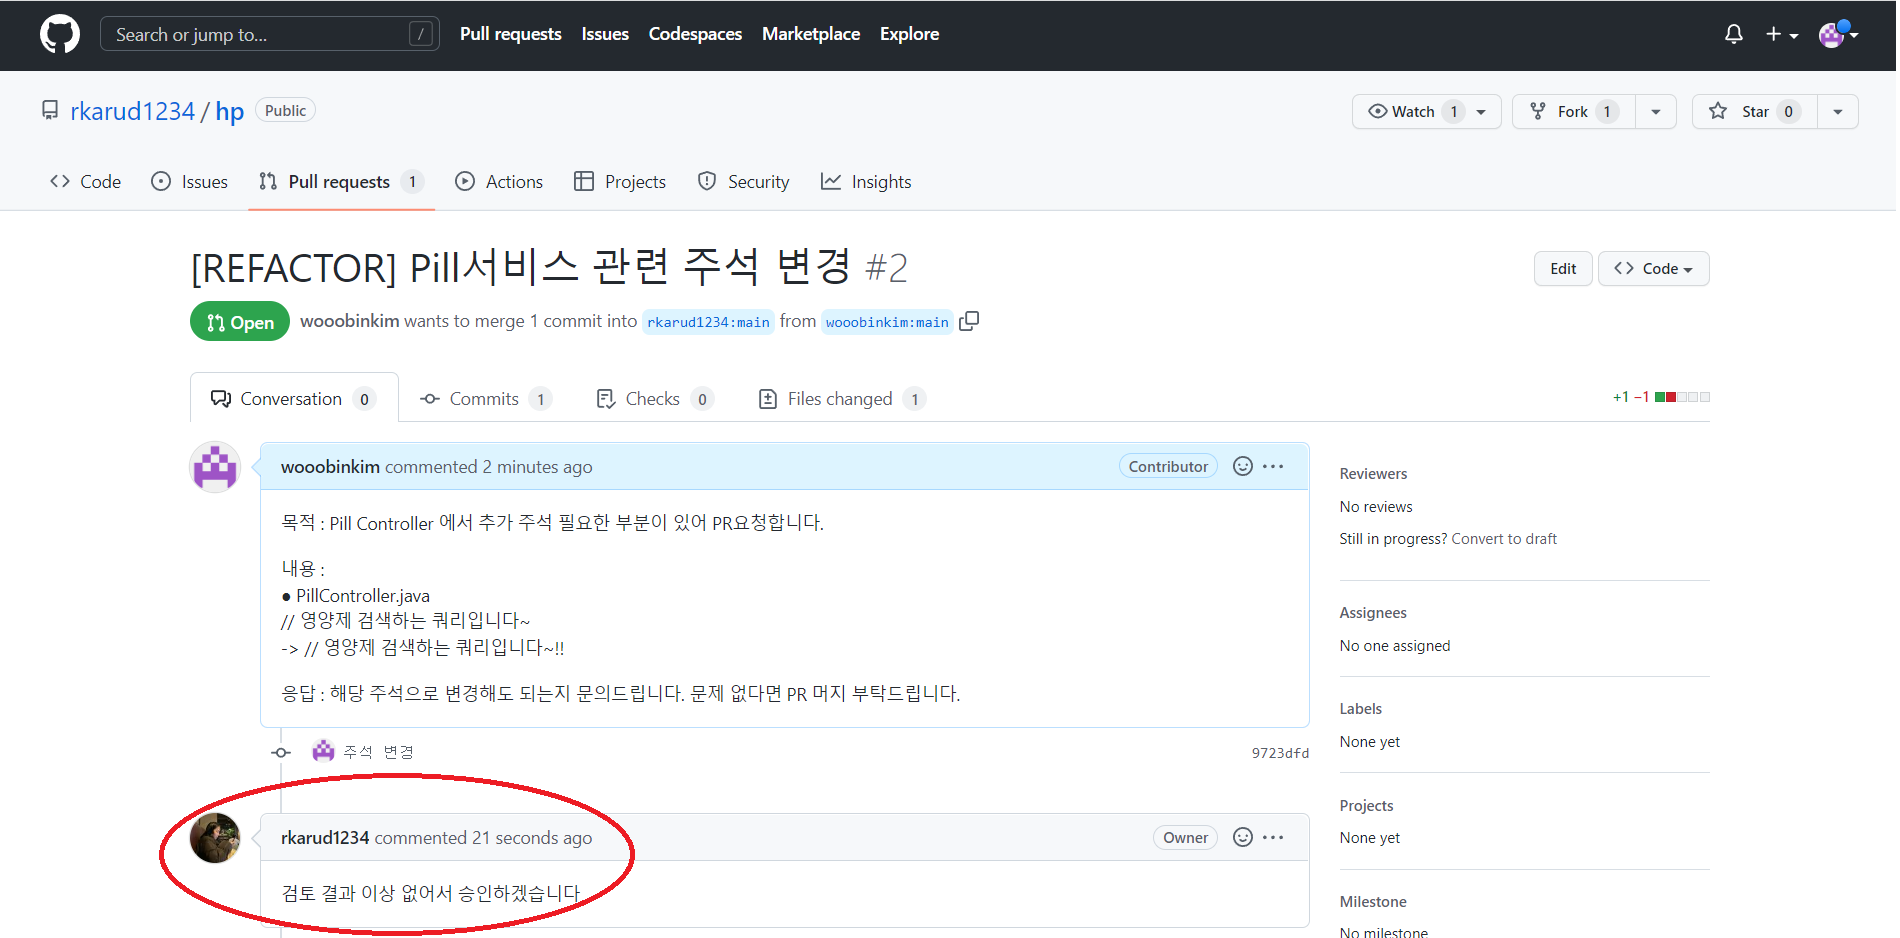 Search or jump to... /
Pull requests Issues Codespaces Marketplace Explore
rkarud1234 / hp Public
Watch 1 Fork 1 Star 0
Code Issues Pull requests 1 Actions Projects Security Insights
[REFACTOR] Pill서비스 관련 주석 변경 #2
Edit <> Code
Open wooobinkim wants to merge 1 commit into rkarud1234:main from wooobinkim:main
Conversation 0 Commits 1 Checks 0 Files changed 1
+1 −1
wooobinkim commented 2 minutes ago Contributor
목적 : Pill Controller 에서 추가 주석 필요한 부분이 있어 PR요청합니다.
내용 :
● PillController.java
// 영양제 검색하는 쿼리입니다~
-> // 영양제 검색하는 쿼리입니다~!!
응답 : 해당 주석으로 변경해도 되는지 문의드립니다. 문제 없다면 PR 머지 부탁드립니다.
주석 변경 9723dfd
rkarud1234 commented 21 seconds ago Owner
검토 결과 이상 없어서 승인하겠습니다
Reviewers
No reviews
Still in progress? Convert to draft
Assignees
No one assigned
Labels
None yet
Projects
None yet
Milestone
No milestone